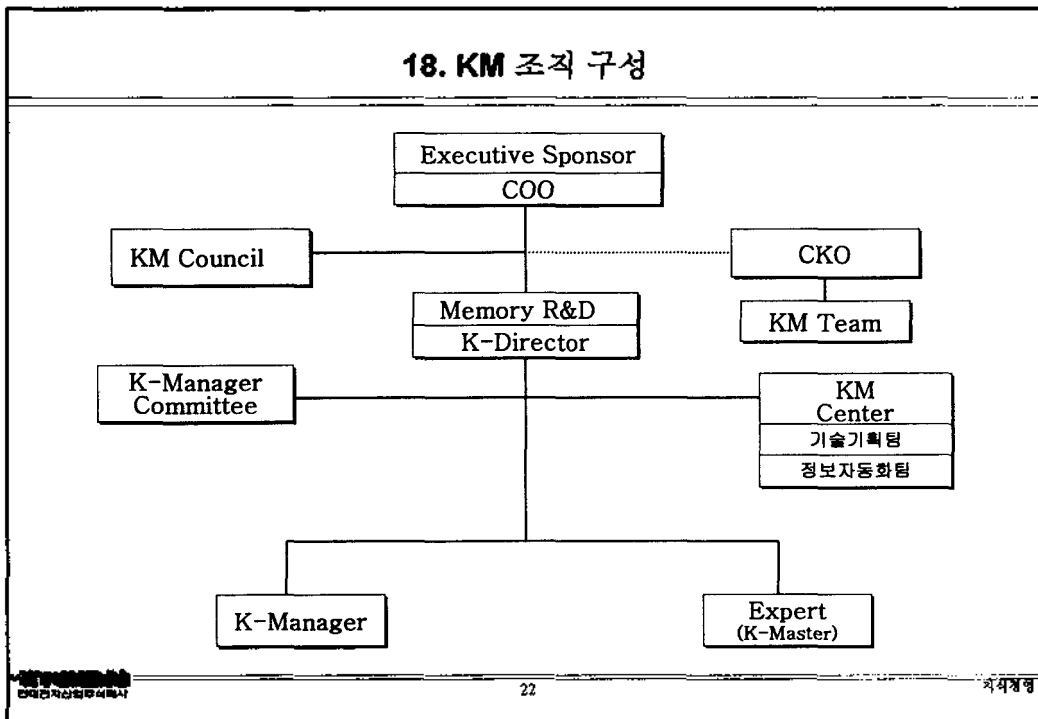 18. KM 조직 구성
Executive Sponsor
COO
KM Council
CKO
Memory R&D
K-Director
KM Team
K-Manager
Committee
KM
Center
기술기획팀
정보자동화팀
K-Manager
Expert
(K-Master)
현대전자산업주식회사
22
지식경영